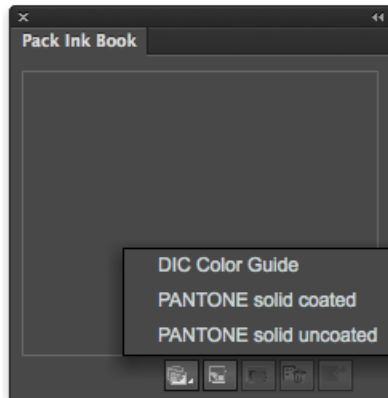 Pack Ink Book
DIC Color Guide
PANTONE solid coated
PANTONE solid uncoated